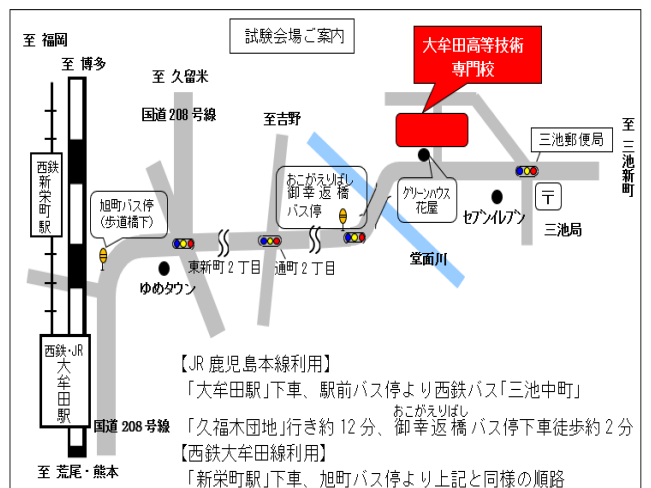 試験会場ご案内
至 福岡
至 博多
至 久留米
国道208号線
至吉野
大牟田高等技術
専門校
三池郵便局
至 三池新町
西鉄
新栄町駅
旭町バス停
(歩道橋下)
おこがえりばし
御幸返橋
バス停
グリーンハウス
花屋
セブンイレブン
〒
三池局
東新町2丁目
通町2丁目
堂面川
ゆめタウン
西鉄・JR
大牟田駅
国道208号線
至 荒尾・熊本
【JR鹿児島本線利用】
「大牟田駅」下車、駅前バス停より西鉄バス「三池中町」
「久福木団地」行き約12分、御幸返橋バス停下車徒歩約2分
おこがえりばし
【西鉄大牟田線利用】
「新栄町駅」下車、旭町バス停より上記と同様の順路